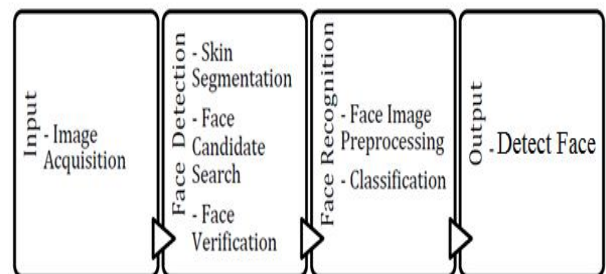 Input
- Image
Acquisition
Face Detection
- Skin
Segmentation
- Face
Candidate
Search
- Face
Verification
Face Recognition
- Face Image
Preprocessing
- Classification
Output
- Detect Face